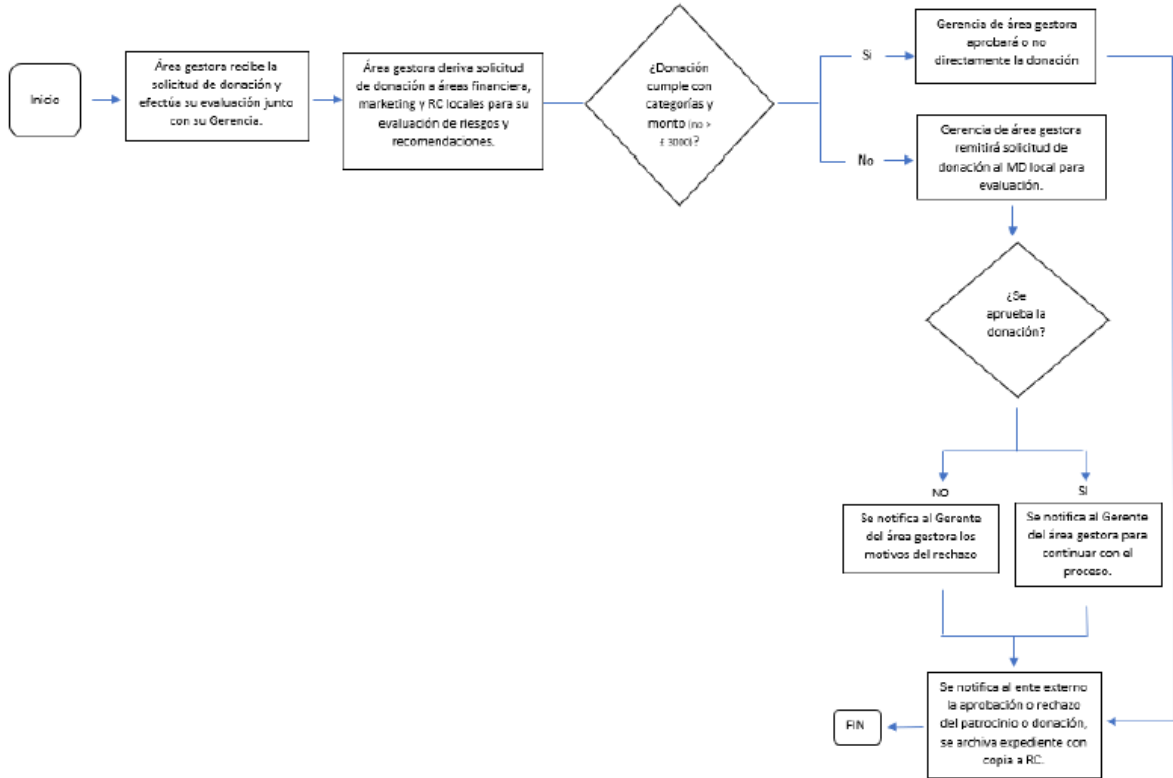 Inicio
Área gestora recibe la
solicitud de donación y
efectúa su evaluación junto
con su Gerencia.
Área gestora deriva solicitud
de donación a áreas financiera,
marketing y RC locales para su
evaluación de riesgos y
recomendaciones.
¿Donación
cumple con
categorías y
monto (no >
£ 3000)?
Si
Gerencia de área gestora
aprobará o no
directamente la donación
No
Gerencia de área gestora
remitirá solicitud de
donación al MD local para
evaluación.
¿Se
aprueba la
donación?
NO
Se notifica al Gerente
del área gestora los
motivos del rechazo
SI
Se notifica al Gerente
del área gestora para
continuar con el
proceso.
Se notifica al ente externo
la aprobación o rechazo
del patrocinio o donación,
se archiva expediente con
copia a RC.
FIN